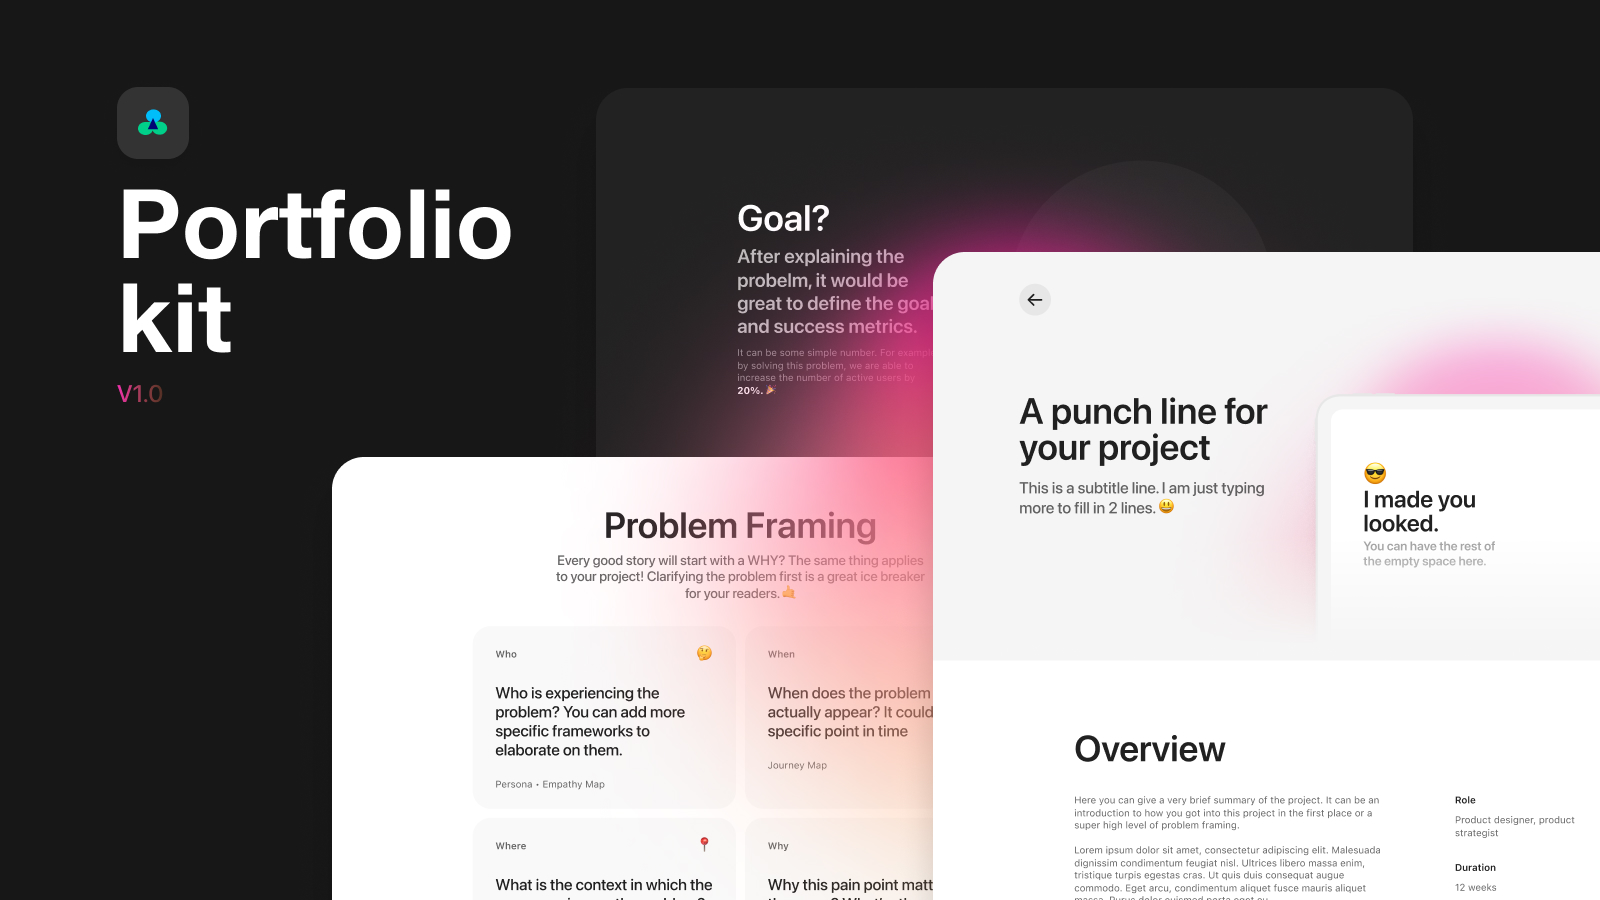 Portfolio
kit
V1.0
Goal?
After explaining the
probelm, it would be
great to define the goal
and success metrics.
It can be some simple number. For example
by solving this problem, we are able to
increase the number of active users by
20%. 🎉
Problem Framing
Every good story will start with a WHY? The same thing applies
to your project! Clarifying the problem first is a great ice breaker
for your readers. 🤙
Who
🤔
Who is experiencing the
problem? You can add more
specific frameworks to
elaborate on them.
Persona • Empathy Map
When
When does the problem
actually appear? It could
specific point in time
Journey Map
Where
📍
What is the context in which the
Why
Why this pain point matt
A punch line for
your project
This is a subtitle line. I am just typing
more to fill in 2 lines. 😃
😎
I made you
looked.
You can have the rest of
the empty space here.
Overview
Here you can give a very brief summary of the project. It can be an
introduction to how you got into this project in the first place or a
super high level of problem framing.
Lorem ipsum dolor sit amet, consectetur adipiscing elit. Malesuada
dignissim condimentum feugiat nisl. Ultrices libero massa enim,
tristique turpis egestas cras. Ut quis duis consequat augue
commodo. Eget arcu, condimentum aliquet fusce mauris aliquet
Role
Product designer, product
strategist
Duration
12 weeks